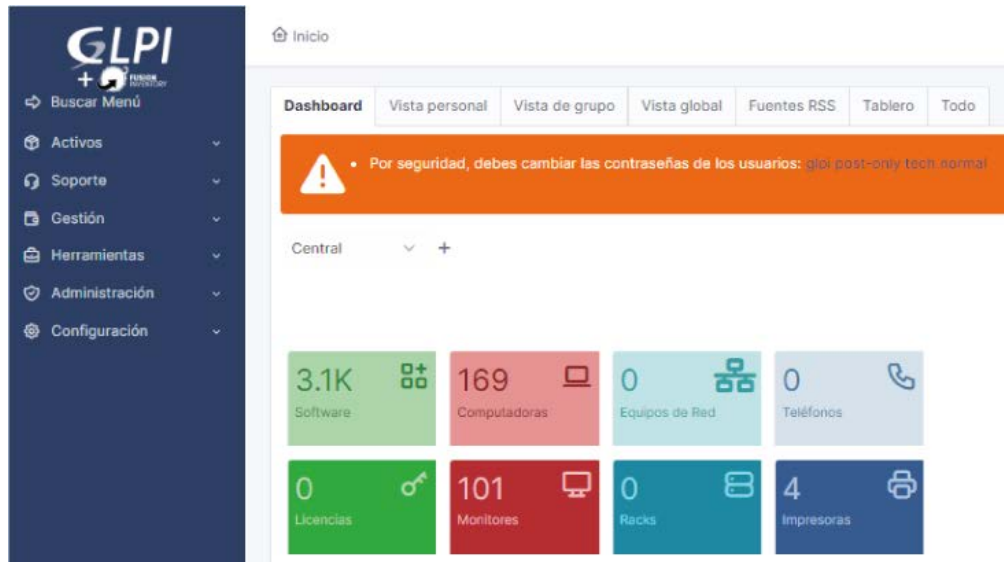 GLPI
+ FUSION
INVENTORY
Buscar Menú
Activos
Soporte
Gestión
Herramientas
Administración
Configuración
Inicio
Dashboard Vista personal Vista de grupo Vista global Fuentes RSS Tablero Todo
• Por seguridad, debes cambiar las contraseñas de los usuarios: glpi post-only tech normal
Central +
3.1K
Software
169
Computadoras
0
Equipos de Red
0
Teléfonos
0
Licencias
101
Monitores
0
Racks
4
Impresoras